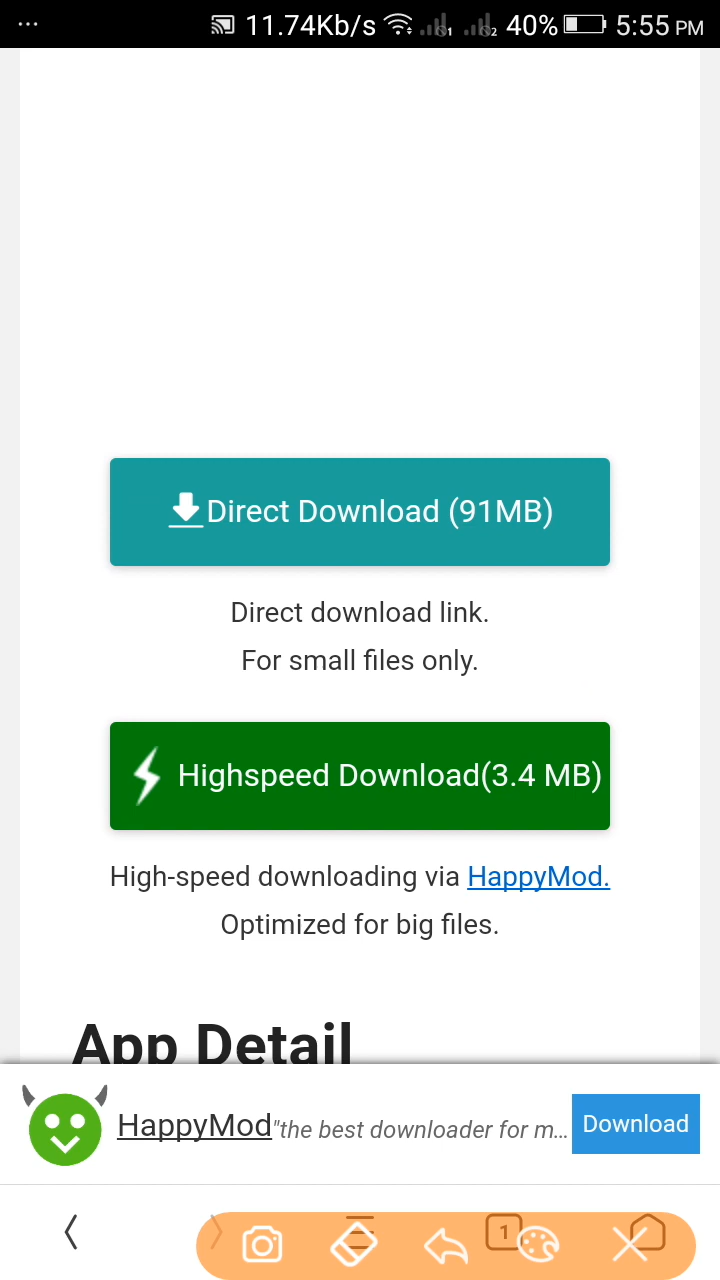 ... 11.74Kb/s 1 2 40% 5:55 PM
Direct Download (91MB)
Direct download link.
For small files only.
Highspeed Download(3.4 MB)
High-speed downloading via HappyMod.
Optimized for big files.
App Detail
HappyMod "the best downloader for m... Download
1